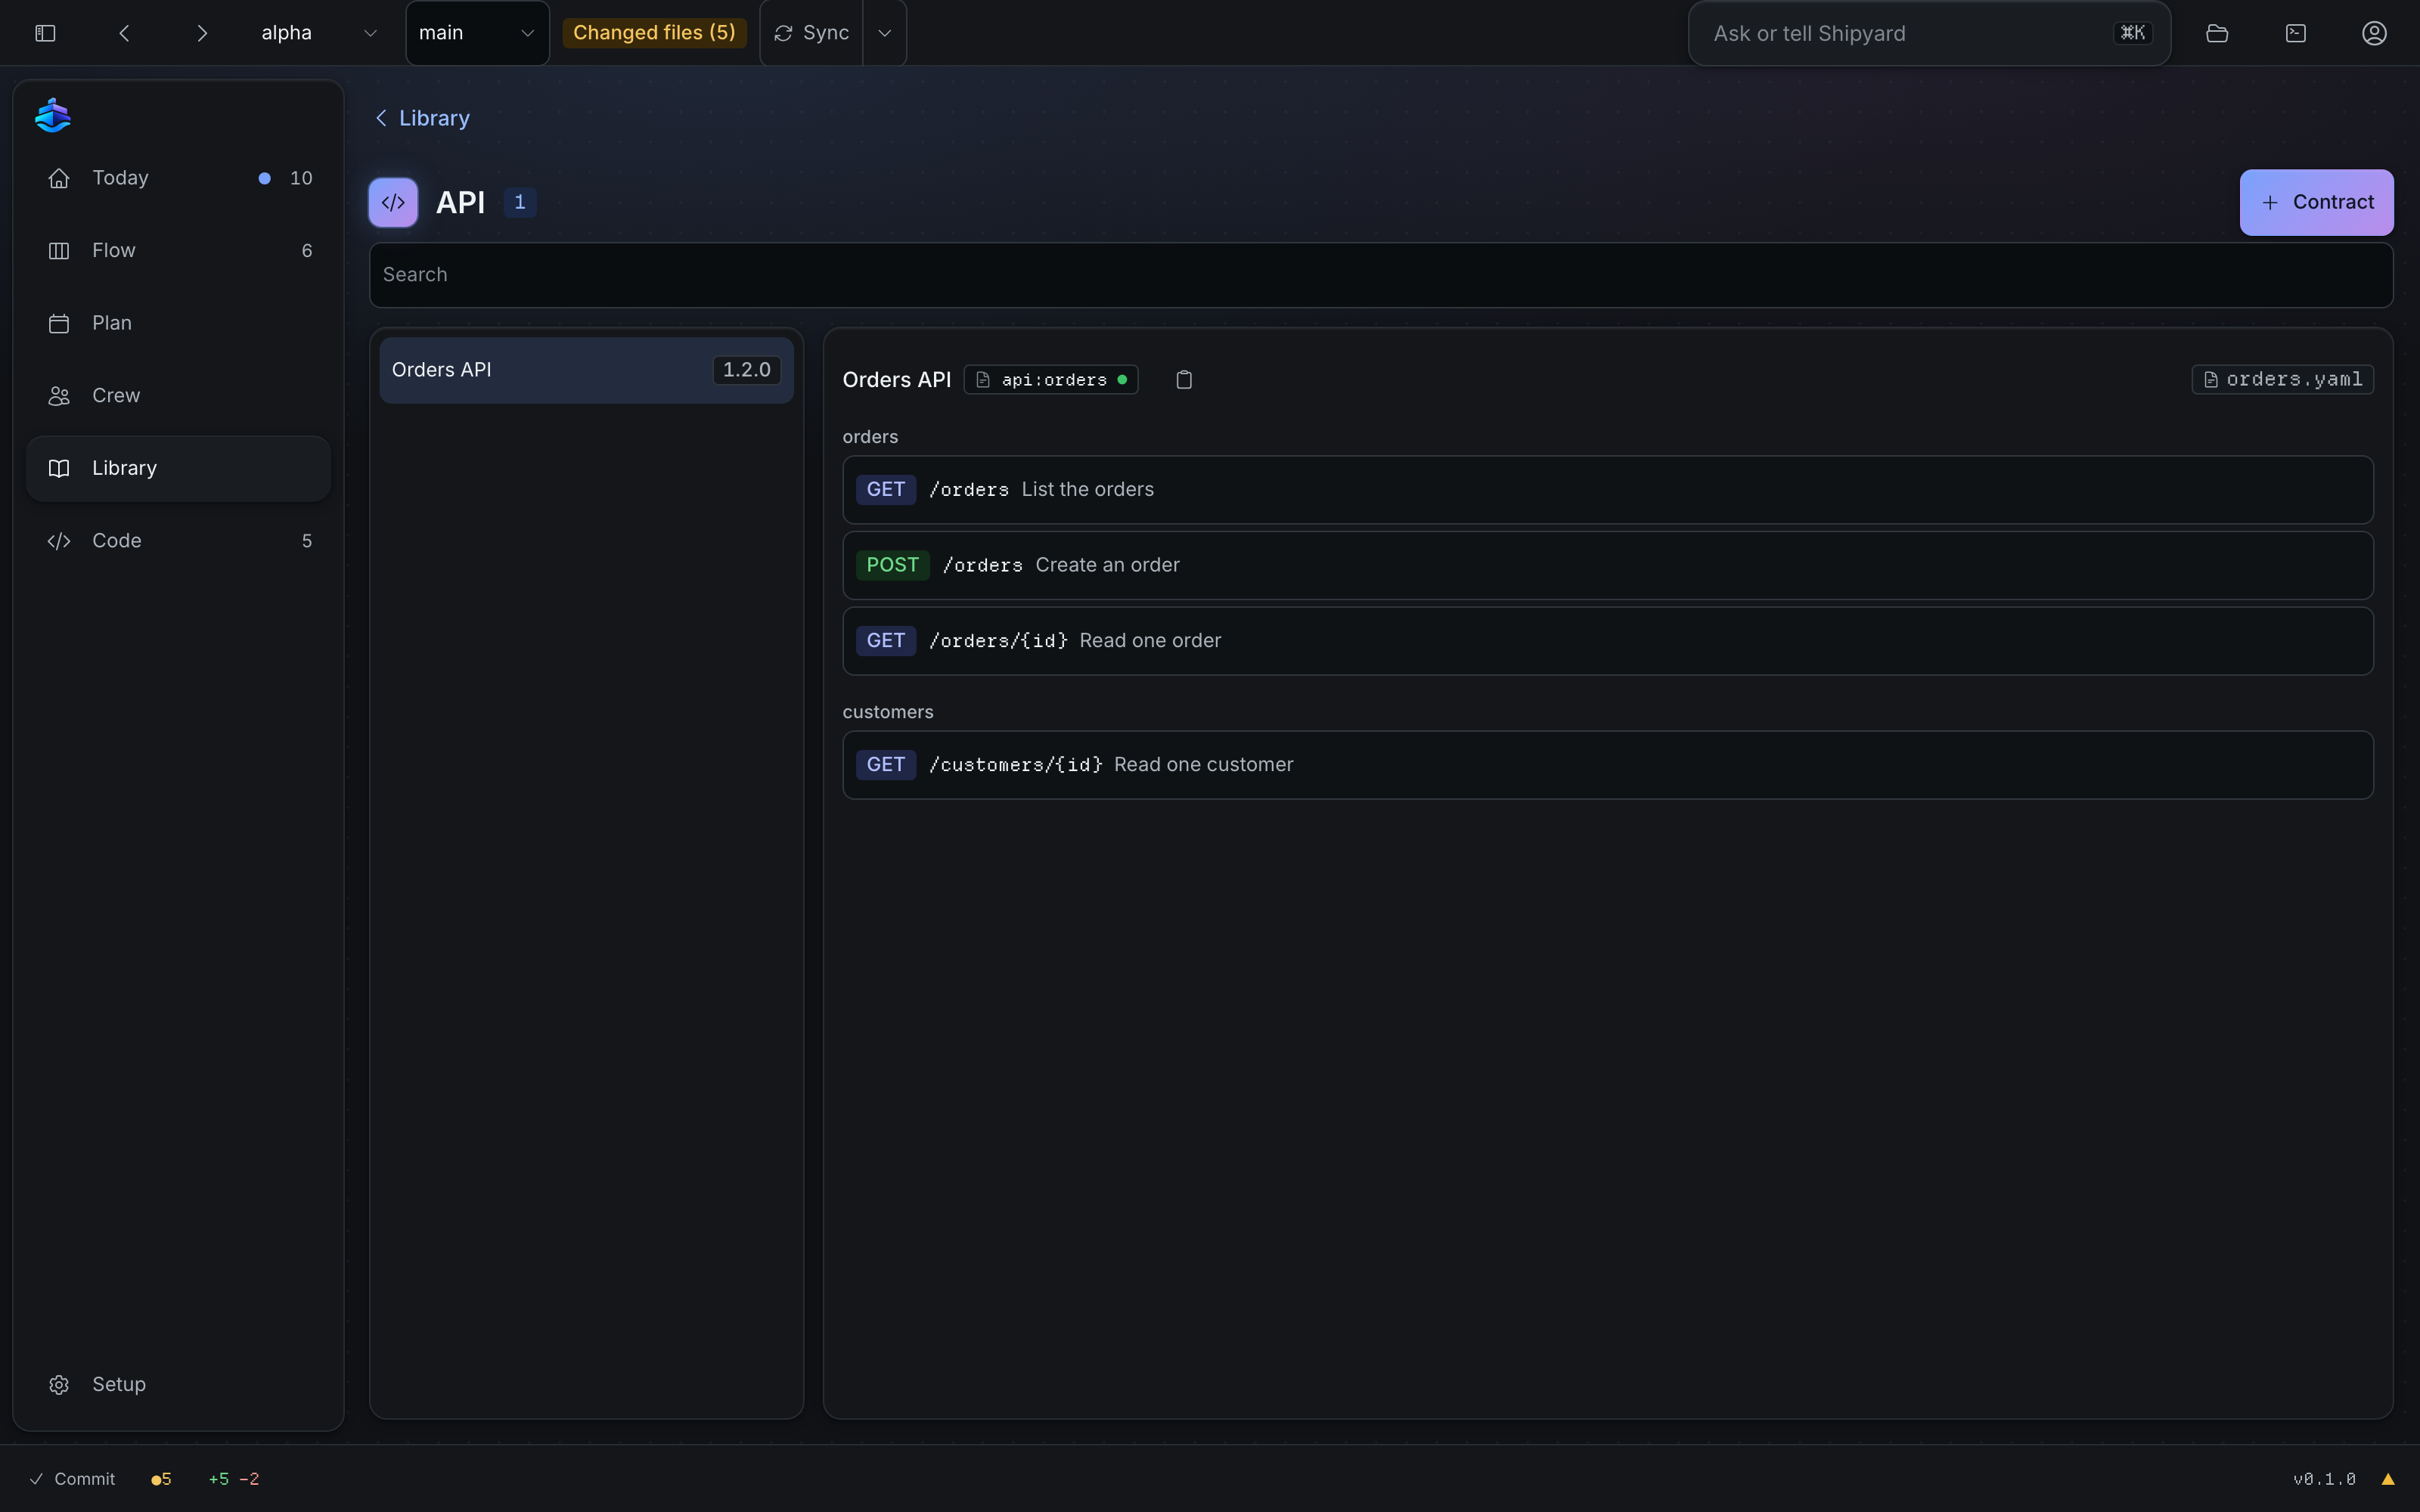 alpha
main
Changed files (5)
Sync
Ask or tell Shipyard
⌘K
Today 10
Flow 6
Plan
Crew
Library
Code 5
Setup
Library
API 1
+ Contract
Search
Orders API 1.2.0
Orders API api:orders orders.yaml
orders
GET /orders List the orders
POST /orders Create an order
GET /orders/{id} Read one order
customers
GET /customers/{id} Read one customer
Commit 5 +5 -2
v0.1.0